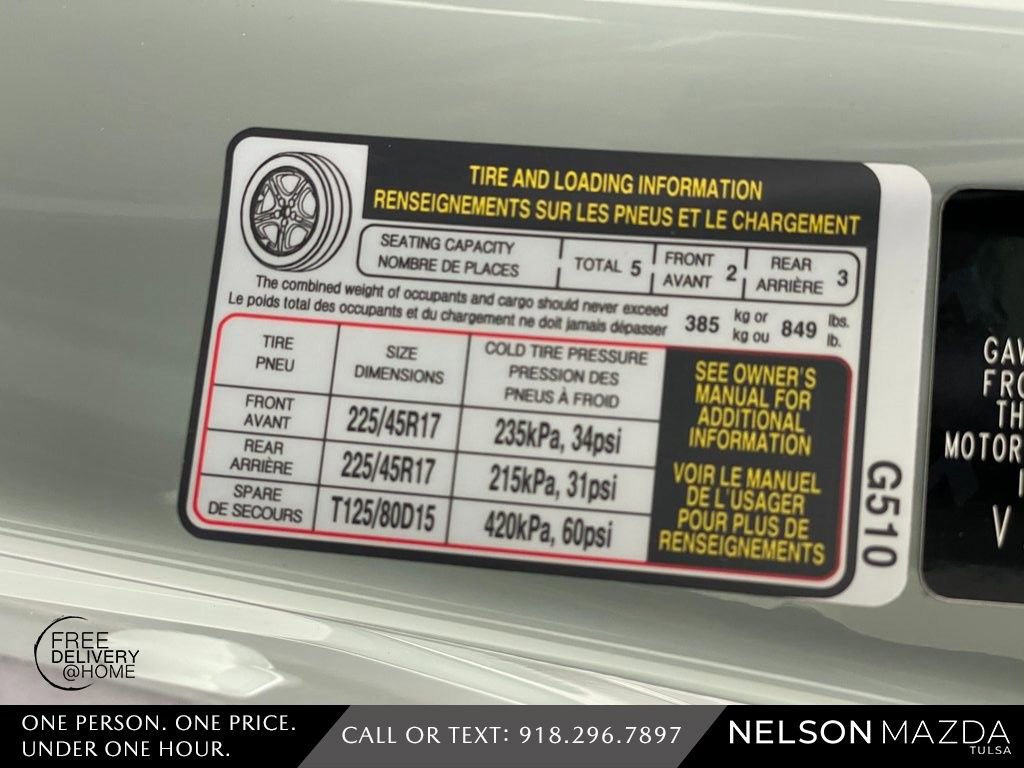 TIRE AND LOADING INFORMATION
RENSEIGNEMENTS SUR LES PNEUS ET LE CHARGEMENT
SEATING CAPACITY
NOMBRE DE PLACES
TOTAL 5
FRONT
AVANT 2
REAR
ARRIÈRE 3
The combined weight of occupants and cargo should never exceed
Le poids total des occupants et du chargement ne doit jamais dépasser
385 kg or 849 lbs.
kg ou lb.
TIRE
PNEU
SIZE
DIMENSIONS
COLD TIRE PRESSURE
PRESSION DES
PNEUS À FROID
FRONT
AVANT
225/45R17
235kPa, 34psi
REAR
ARRIÈRE
225/45R17
215kPa, 31psi
SPARE
DE SECOURS
T125/80D15
420kPa, 60psi
SEE OWNER'S
MANUAL FOR
ADDITIONAL
INFORMATION
VOIR LE MANUEL
DE L'USAGER
POUR PLUS DE
RENSEIGNEMENTS
G510
GAW
FRO
TH
MOTOR
V
FREE
DELIVERY
@HOME
ONE PERSON. ONE PRICE.
UNDER ONE HOUR.
CALL OR TEXT: 918.296.7897
NELSON MAZDA
TULSA